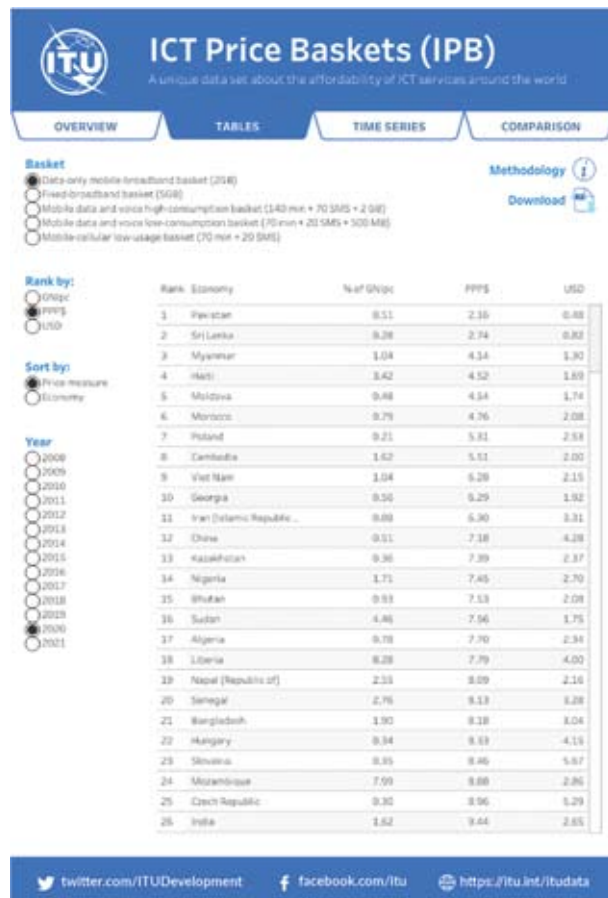 ITU
ICT Price Baskets (IPB)
A unique data set about the affordability of ICT services around the world
OVERVIEW TABLES TIME SERIES COMPARISON
Basket
Data-only mobile-broadband basket (2GB)
Fixed-broadband basket (5GB)
Mobile data and voice high-consumption basket (140 min + 70 SMS + 2 GB)
Mobile data and voice low-consumption basket (70 min + 20 SMS + 500 MB)
Mobile-cellular low-usage basket (70 min + 20 SMS)
Methodology
Download
Rank by:
GNIpc
PPP$
USD
Sort by:
Price measure
Economy
Year
2008
2009
2010
2011
2012
2013
2014
2015
2016
2017
2018
2019
2020
2021
Rank Economy % of GNIpc PPP$ USD
1 Pakistan 0.51 2.16 0.48
2 Sri Lanka 0.28 2.74 0.82
3 Myanmar 1.04 4.14 1.30
4 Haiti 3.42 4.52 1.69
5 Moldova 0.48 4.54 1.74
6 Morocco 0.79 4.76 2.08
7 Poland 0.21 5.31 2.53
8 Cambodia 1.62 5.51 2.00
9 Viet Nam 1.04 6.28 2.15
10 Georgia 0.56 6.29 1.92
11 Iran (Islamic Republic ... 0.88 6.90 3.31
12 China 0.51 7.18 4.28
13 Kazakhstan 0.36 7.39 2.37
14 Nigeria 1.71 7.45 2.70
15 Bhutan 0.93 7.53 2.08
16 Sudan 4.46 7.56 1.75
17 Algeria 0.78 7.70 2.34
18 Liberia 8.28 7.79 4.00
19 Nepal (Republic of) 2.55 8.09 2.16
20 Senegal 2.76 8.13 3.28
21 Bangladesh 1.90 8.18 3.04
22 Hungary 0.34 8.33 4.15
23 Slovenia 0.35 8.46 5.67
24 Mozambique 7.99 8.88 2.86
25 Czech Republic 0.30 8.96 5.29
26 India 1.62 9.44 2.65
twitter.com/ITUDevelopment facebook.com/itu https://itu.int/itudata